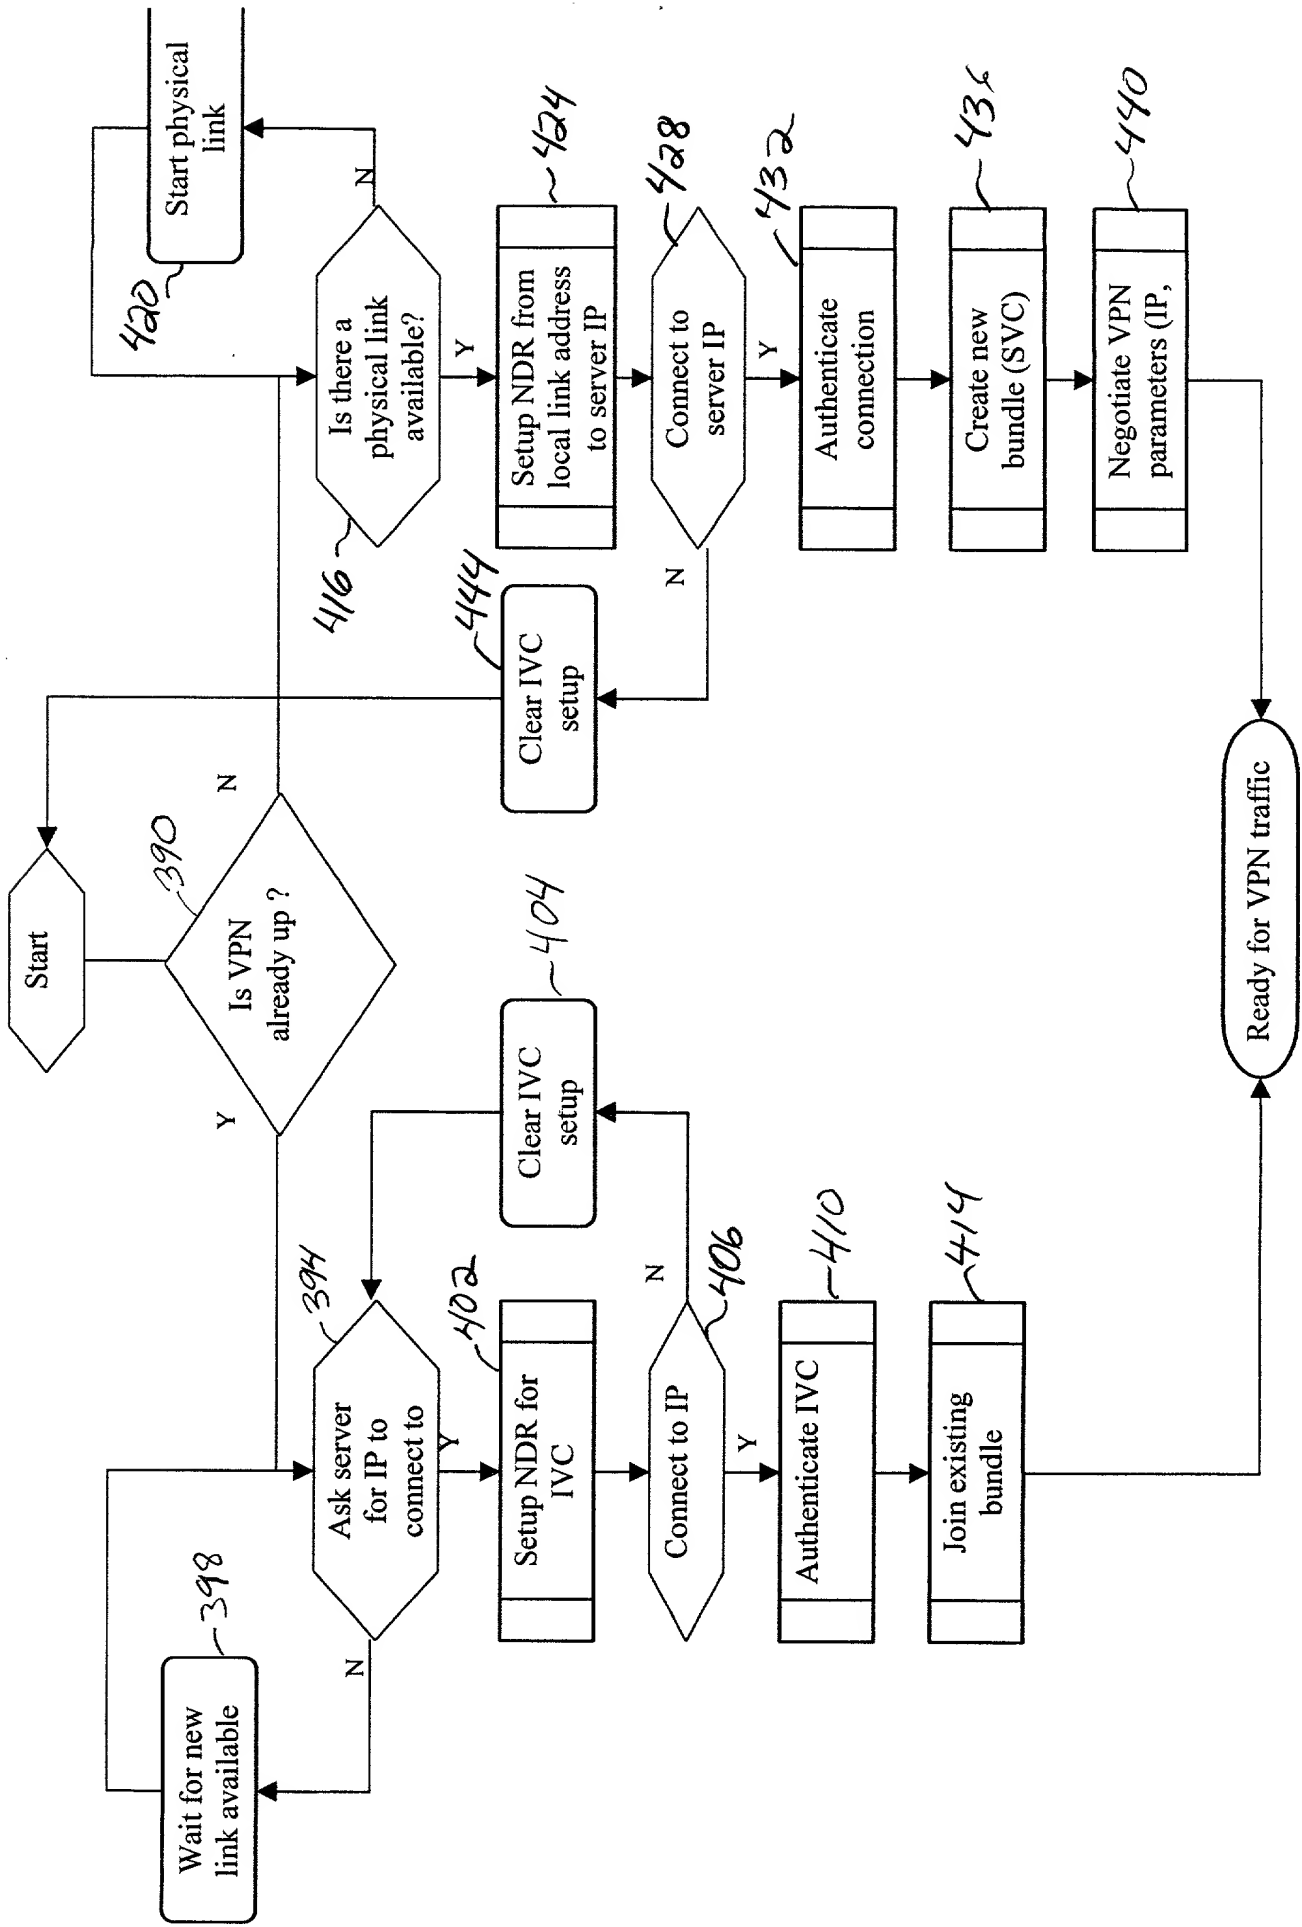 Start
390
Is VPN
already up ?
Y
N
Wait for new
link available
398
394
Ask server
for IP to
connect to
N
Y
402
Setup NDR for
IVC
Clear IVC
setup
404
Connect to IP
406
N
Y
Authenticate IVC
410
Join existing
bundle
414
Start physical
link
420
Is there a
physical link
available?
416
N
Y
Setup NDR from
local link address
to server IP
424
Clear IVC
setup
444
Connect to
server IP
428
N
Y
Authenticate
connection
432
Create new
bundle (SVC)
436
Negotiate VPN
parameters (IP,
440
Ready for VPN traffic